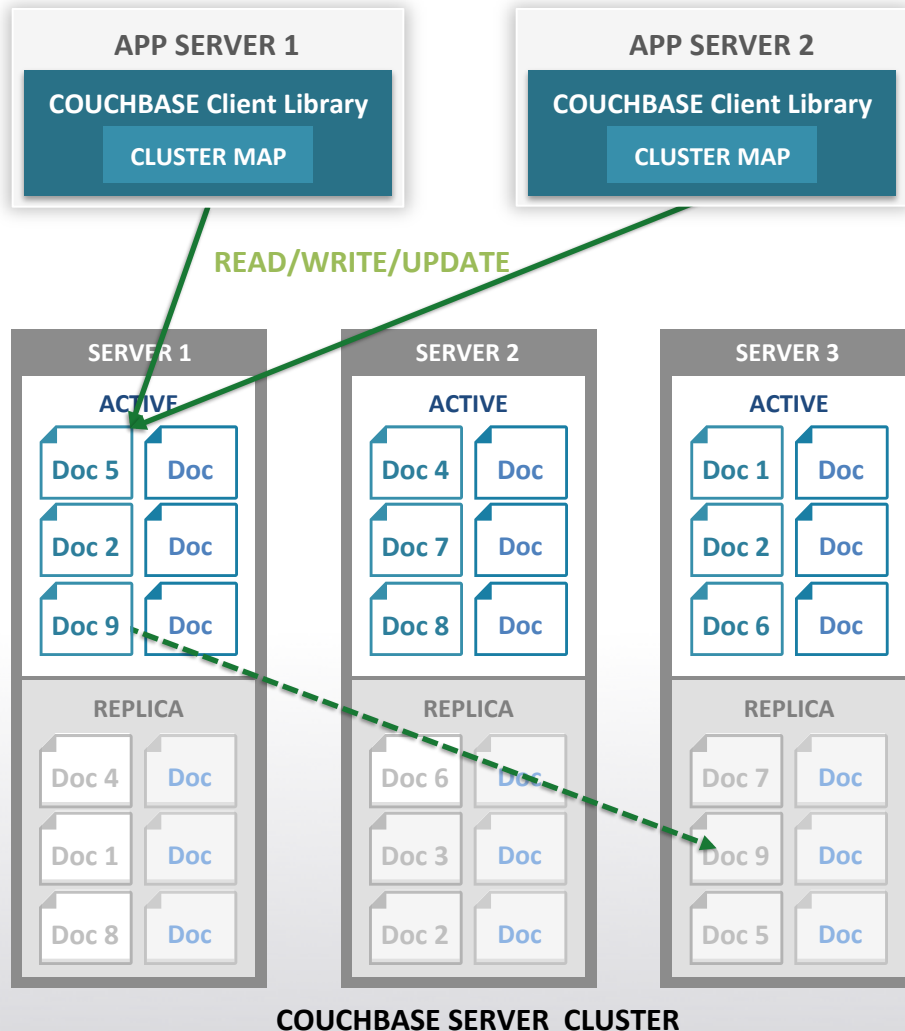 APP SERVER 1
COUCHBASE Client Library
CLUSTER MAP
APP SERVER 2
COUCHBASE Client Library
CLUSTER MAP
READ/WRITE/UPDATE
SERVER 1
ACTIVE
Doc 5 Doc
Doc 2 Doc
Doc 9 Doc
REPLICA
Doc 4 Doc
Doc 1 Doc
Doc 8 Doc
SERVER 2
ACTIVE
Doc 4 Doc
Doc 7 Doc
Doc 8 Doc
REPLICA
Doc 6 Doc
Doc 3 Doc
Doc 2 Doc
SERVER 3
ACTIVE
Doc 1 Doc
Doc 2 Doc
Doc 6 Doc
REPLICA
Doc 7 Doc
Doc 9 Doc
Doc 5 Doc
COUCHBASE SERVER CLUSTER